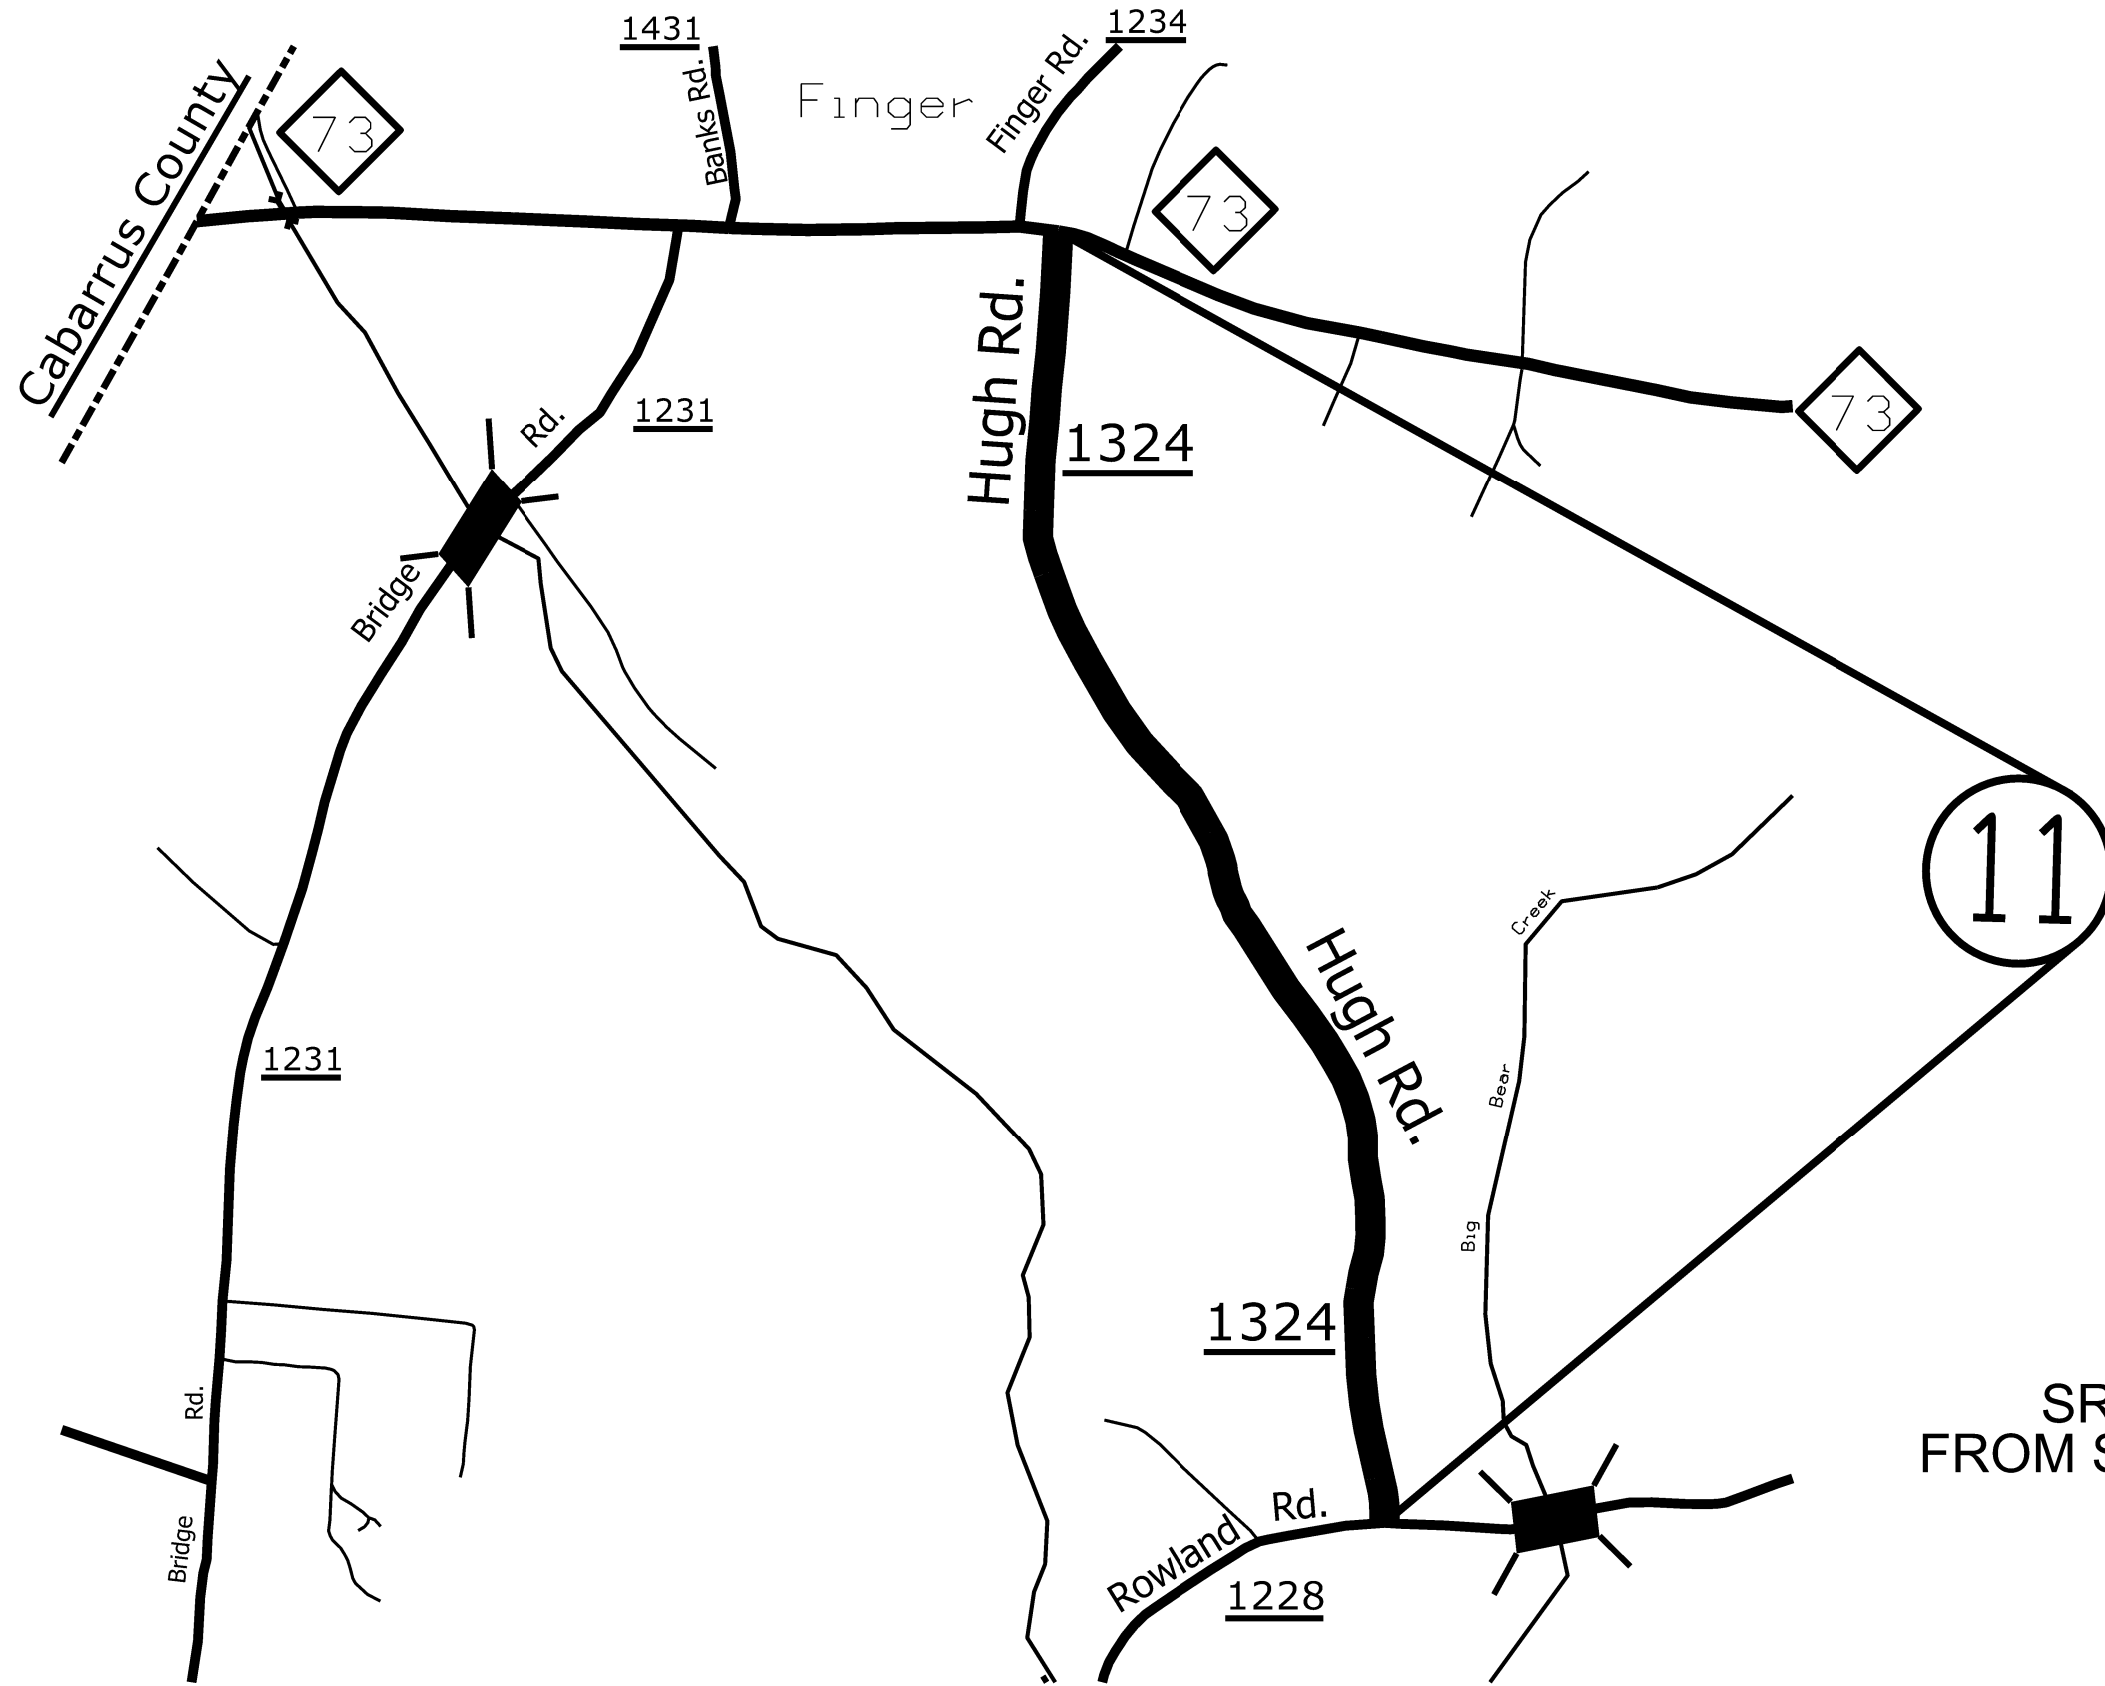 1431
1234
Banks Rd.
Finger
Finger Rd.
Cabarrus County
73
73
Hugh Rd.
1324
73
1231
Rd.
Bridge
11
Creek
Hugh Rd.
Bear
1231
Big
1324
SR
FROM S
Rd.
Bridge
Rowland Rd.
1228